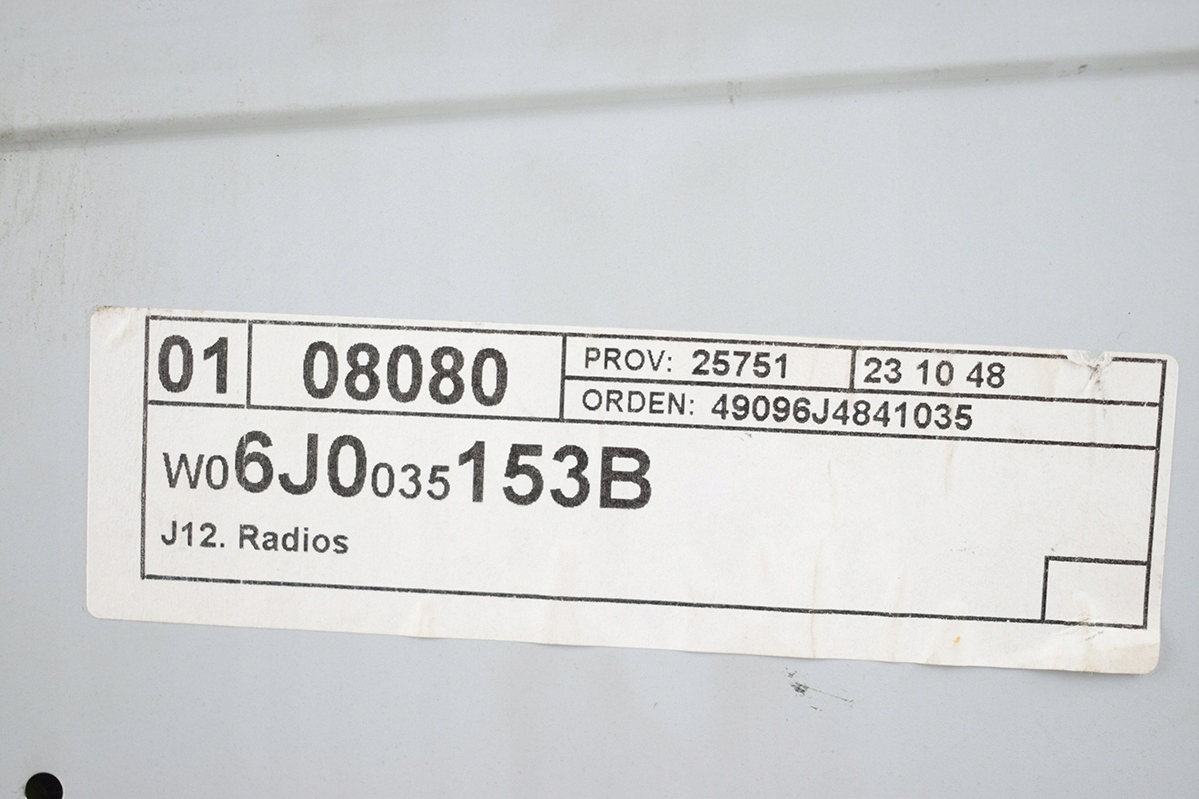 01 08080 PROV: 25751 23 10 48
ORDEN: 49096J4841035
W06J0035153B
J12. Radios